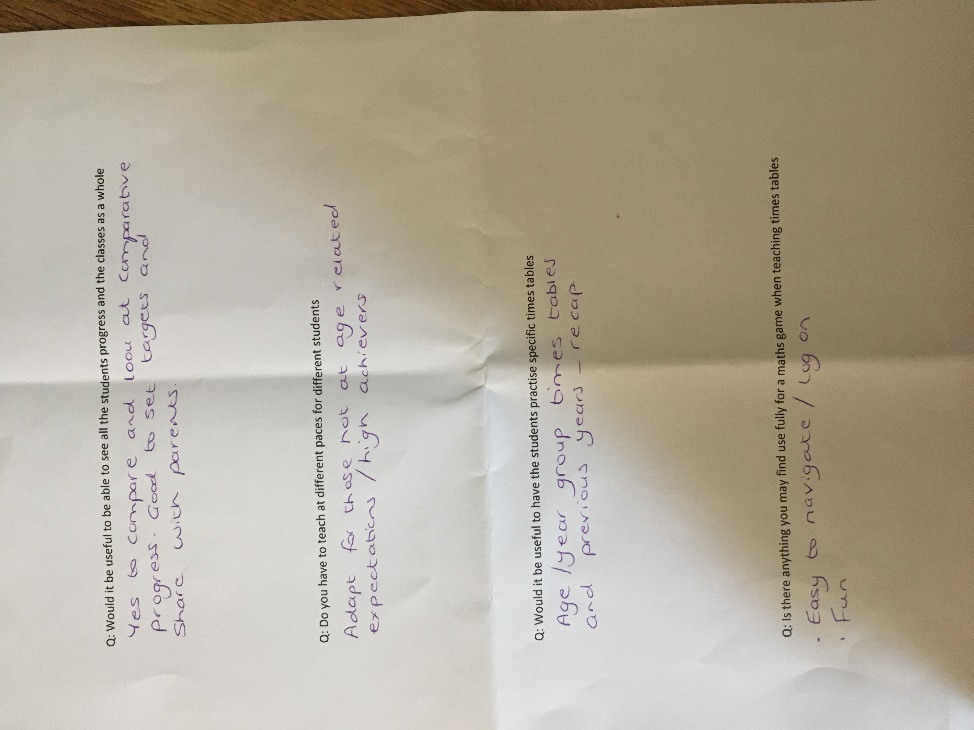 Q: Would it be useful to be able to see all the students progress and the classes as a whole
Yes to compare and look at comparative
progress. Good to set targets and
share with parents.
Q: Do you have to teach at different paces for different students
Adapt for those not at age related
expectations / high achievers
Q: Would it be useful to have the students practise specific times tables
Age / year group times tables
and previous years - recap
Q: Is there anything you may find use fully for a maths game when teaching times tables
· Easy to navigate / log on
· Fun